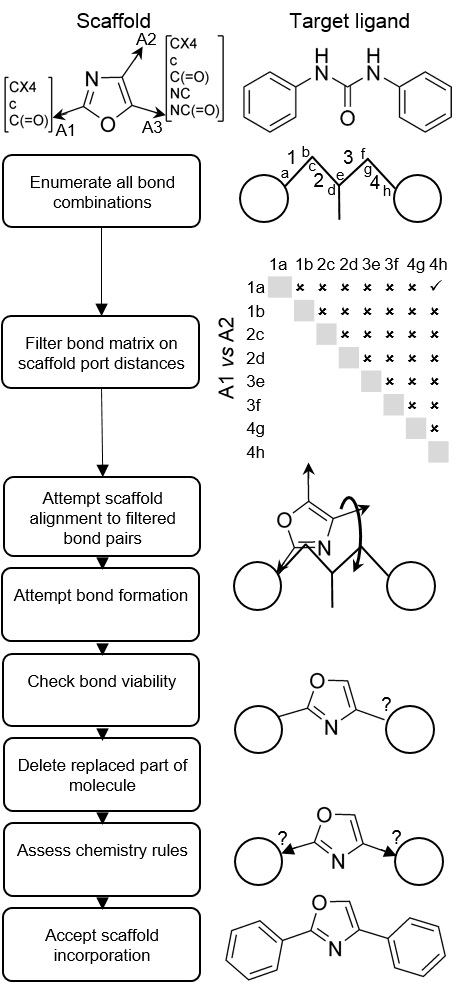 Scaffold
Target ligand
A2
CX4
c
C(=O)
NC
NC(=O)
CX4
c
C(=O)
N
O
A1
A3
H
N
H
N
O
Enumerate all bond
combinations
1
2
3
4
a
b
c
d
e
f
g
h
1a 1b 2c 2d 3e 3f 4g 4h
1a
1b
2c
2d
3e
3f
4g
4h
A1 vs A2
Filter bond matrix on
scaffold port distances
Attempt scaffold
alignment to filtered
bond pairs
O
N
Attempt bond formation
Check bond viability
O
N
?
Delete replaced part of
molecule
Assess chemistry rules
?
O
N
?
Accept scaffold
incorporation
O
N